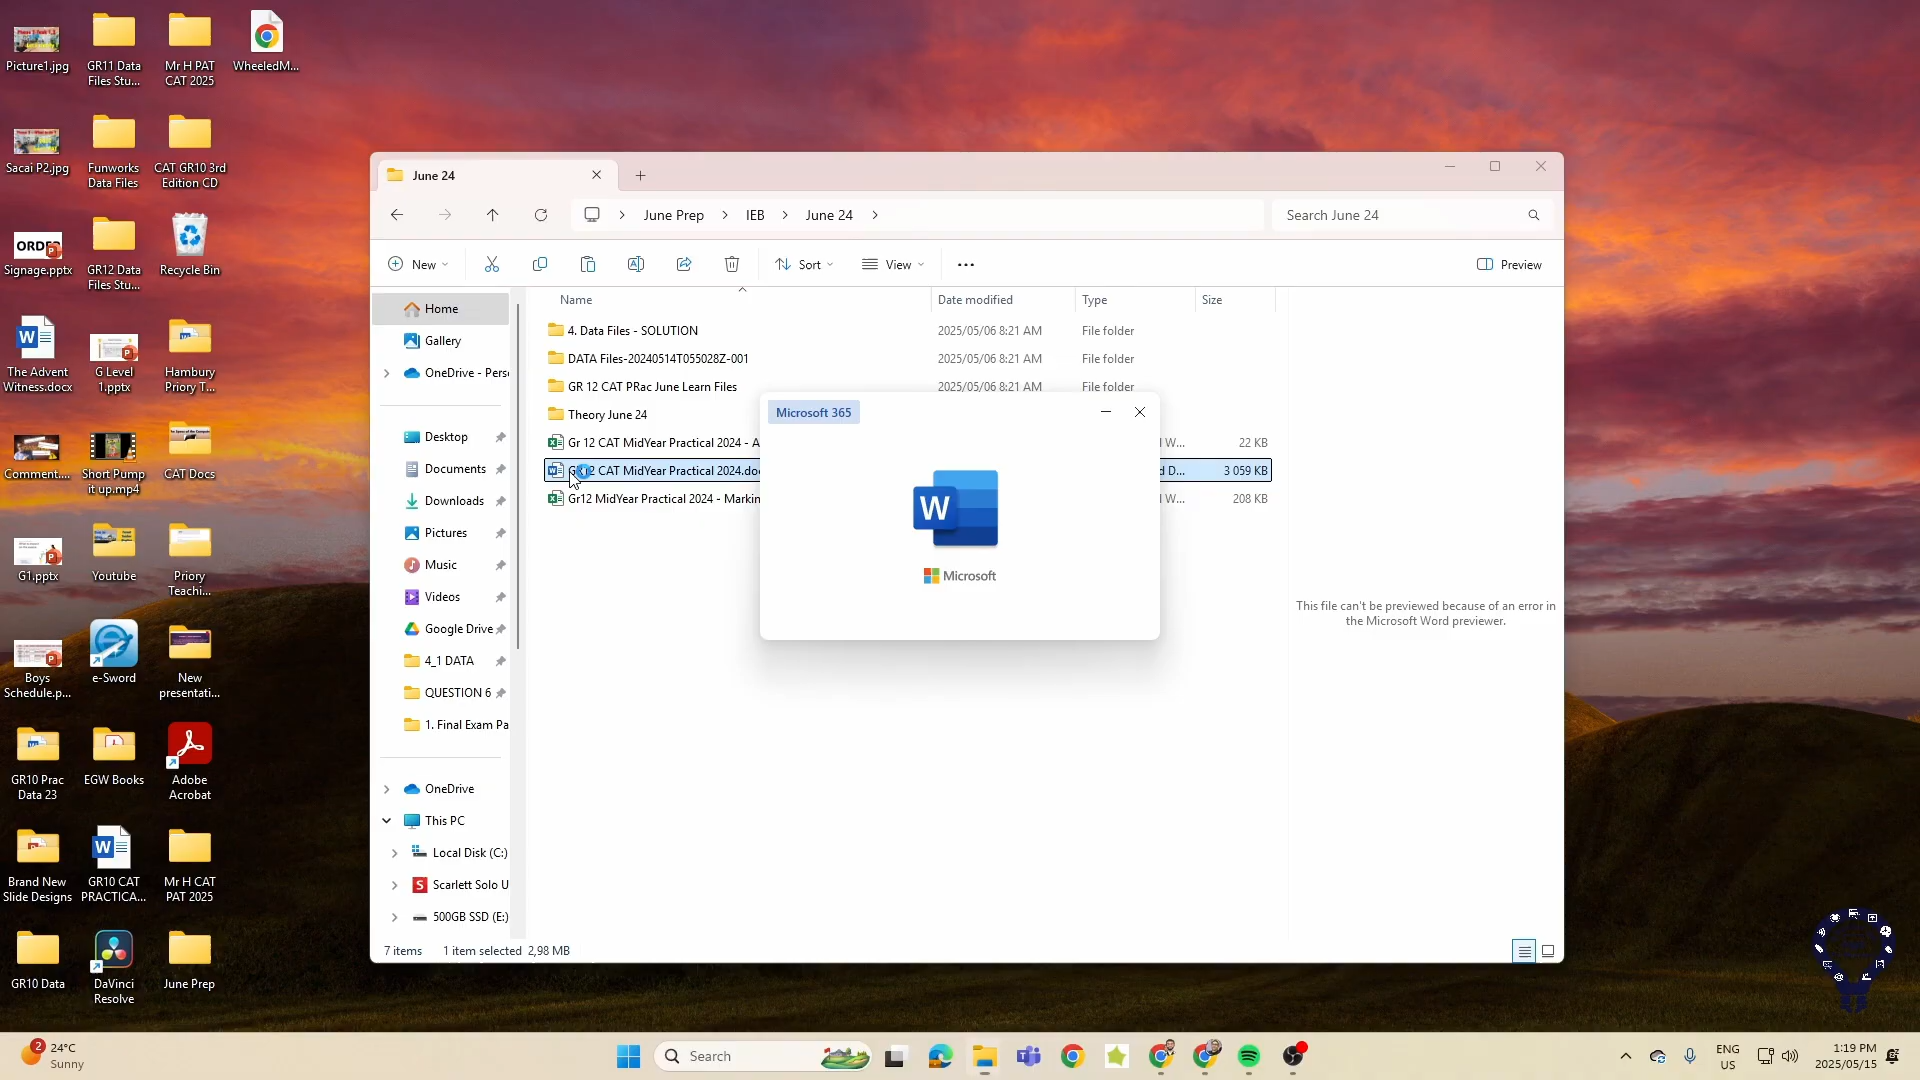 Picture1.jpg
GR11 Data
Files Stu...
Mr H PAT
CAT 2025
WheeledM...
Sacai P2.jpg
Funworks
Data Files
CAT GR10 3rd
Edition CD
ORDER
Signage.pptx
GR12 Data
Files Stu...
Recycle Bin
The Advent
Witness.docx
G Level
1.pptx
Hambury
Priory T...
Comment....
Short Pump
it up.mp4
CAT Docs
G1.pptx
Youtube
Priory
Teachi...
Boys
Schedule.p...
e-Sword
New
presentati...
GR10 Prac
Data 23
EGW Books
Adobe
Acrobat
Brand New
Slide Designs
GR10 CAT
PRACTICA...
Mr H CAT
PAT 2025
GR10 Data
DaVinci
Resolve
June Prep
June 24
June Prep
IEB
June 24
Search June 24
New
Sort
View
Preview
Home
Gallery
OneDrive - Pers
Desktop
Documents
Downloads
Pictures
Music
Videos
Google Drive
4_1 DATA
QUESTION 6
1. Final Exam Pa
OneDrive
This PC
Local Disk (C:)
Scarlett Solo U
500GB SSD (E:)
Name
Date modified
Type
Size
4. Data Files - SOLUTION
2025/05/06 8:21 AM
File folder
DATA Files-20240514T055028Z-001
2025/05/06 8:21 AM
File folder
GR 12 CAT PRac June Learn Files
2025/05/06 8:21 AM
File folder
Theory June 24
Gr 12 CAT MidYear Practical 2024 - A
l W...
22 KB
12 CAT MidYear Practical 2024.do
d D...
3 059 KB
Gr12 MidYear Practical 2024 - Markin
l W...
208 KB
Microsoft 365
W
Microsoft
This file can't be previewed because of an error in
the Microsoft Word previewer.
7 items
1 item selected
2,98 MB
2
24°C
Sunny
Search
ENG
US
1:19 PM
2025/05/15